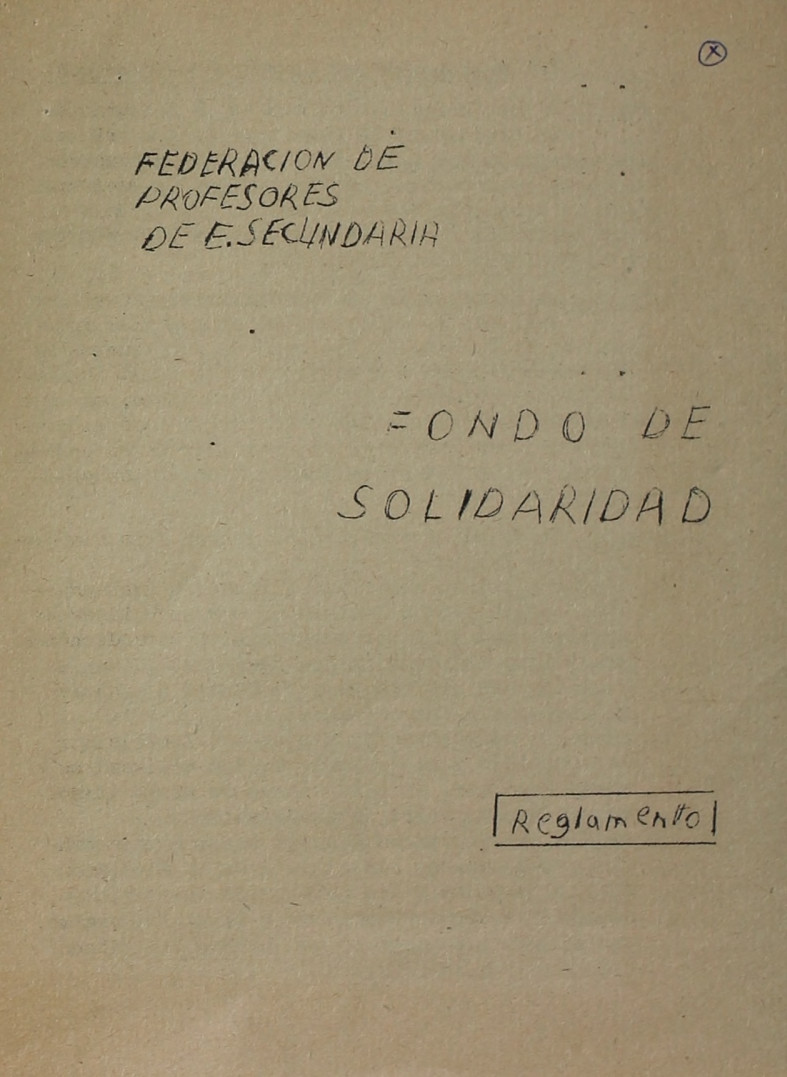 FEDERACION DE
PROFESORES
DE E. SECUNDARIA
FONDO DE
SOLIDARIDAD
Reglamento